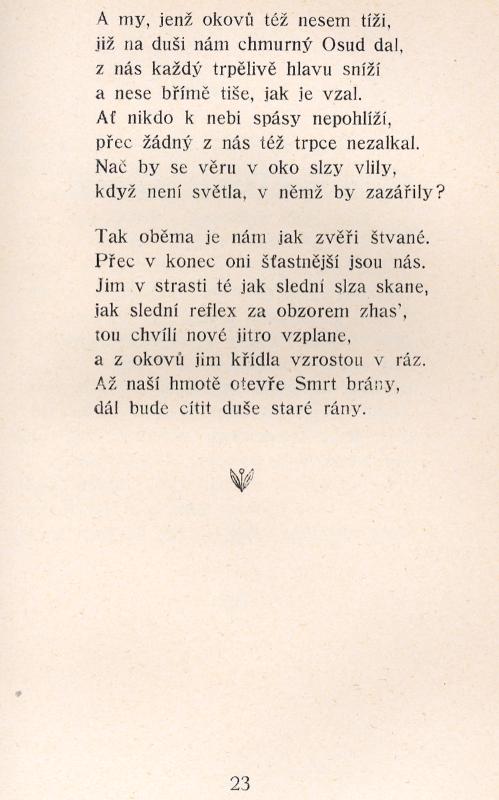 A my, jenž okovů též nesem tíži,
již na duši nám chmurný Osud dal,
z nás každý trpělivě hlavu sníží
a nese břímě tiše, jak je vzal.
Ať nikdo k nebi spásy nepohlíží,
přec žádný z nás též trpce nezalkal.
Nač by se věru v oko slzy vlily,
když není světla, v němž by zazářily?
Tak oběma je nám jak zvěři štvané.
Přec v konec oni šťastnější jsou nás.
Jim v strasti té jak slední slza skane,
jak slední reflex za obzorem zhas’,
tou chvílí nové jitro vzplane,
a z okovů jim křídla vzrostou v ráz.
Až naší hmotě otevře Smrt brány,
dál bude cítit duše staré rány.
23